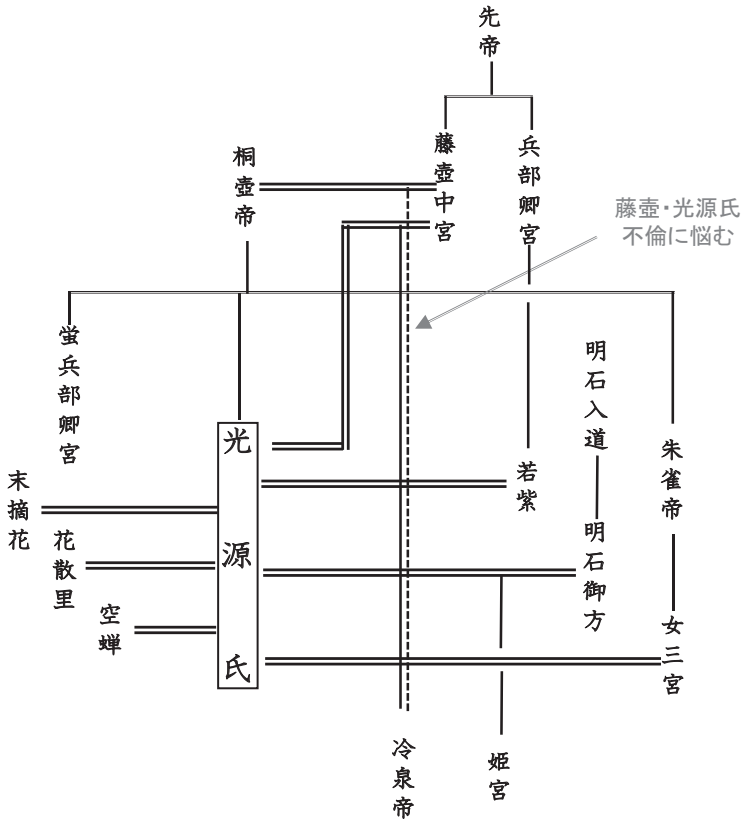 先帝
藤壺中宮
兵部卿宮
桐壺帝
藤壺・光源氏
不倫に悩む
蛍兵部卿宮
明石入道
朱雀帝
光源氏
若紫
末摘花
花散里
明石御方
空蝉
女三宮
冷泉帝
姫宮